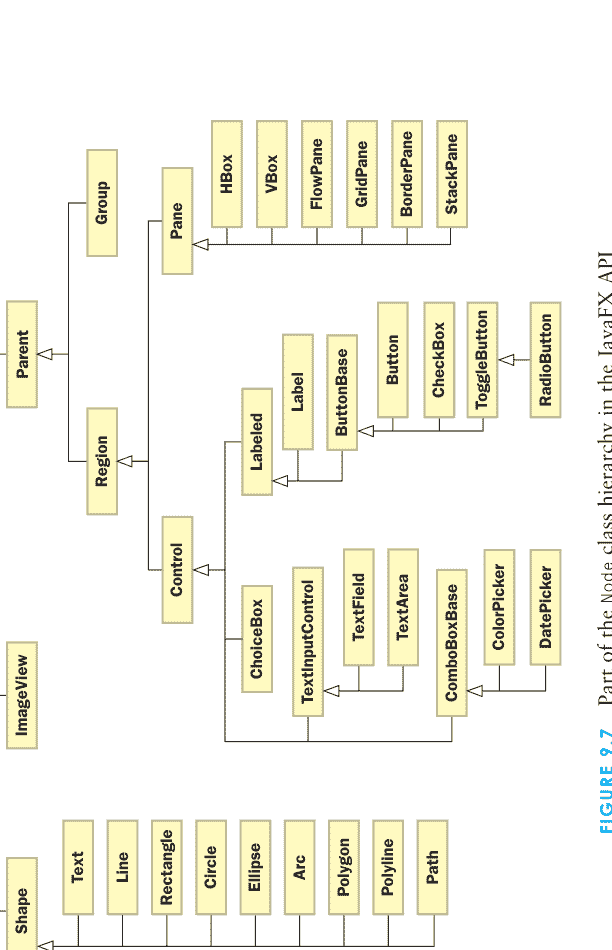 Shape
Text
Line
Rectangle
Circle
Ellipse
Arc
Polygon
Polyline
Path
ImageView
Parent
Group
Region
Control
ChoiceBox
TextInputControl
TextField
TextArea
ComboBoxBase
ColorPicker
DatePicker
Labeled
Label
ButtonBase
Button
CheckBox
ToggleButton
RadioButton
Pane
HBox
VBox
FlowPane
GridPane
BorderPane
StackPane
FIGURE 9.7 Part of the Node class hierarchy in the JavaFX API